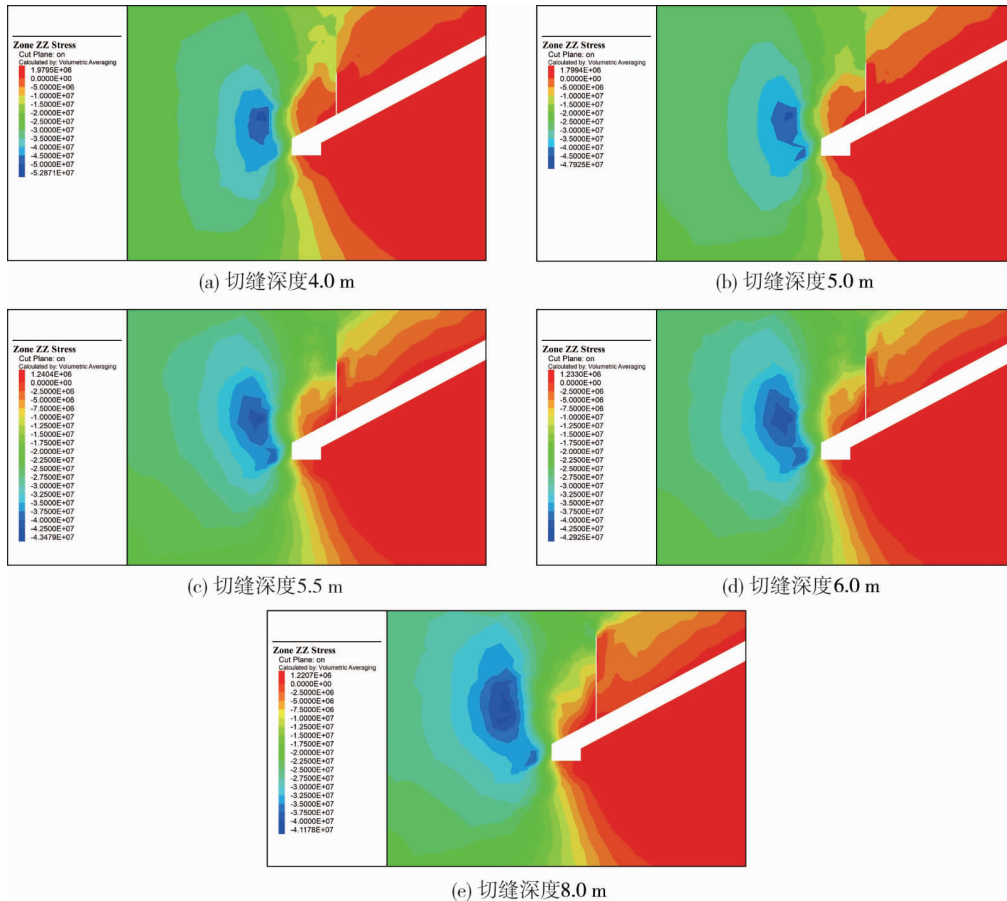 Zone ZZ Stress
Cut Plane: on
Calculated by: Volumetric Averaging
1.9795E+06
0.0000E+00
-5.0000E+06
-1.0000E+07
-1.5000E+07
-2.0000E+07
-2.5000E+07
-3.0000E+07
-3.5000E+07
-4.0000E+07
-4.5000E+07
-5.0000E+07
-5.2871E+07
(a) 切缝深度4.0 m
Zone ZZ Stress
Cut Plane: on
Calculated by: Volumetric Averaging
1.7994E+06
0.0000E+00
-5.0000E+06
-1.0000E+07
-1.5000E+07
-2.0000E+07
-2.5000E+07
-3.0000E+07
-3.5000E+07
-4.0000E+07
-4.5000E+07
-4.7925E+07
(b) 切缝深度5.0 m
Zone ZZ Stress
Cut Plane: on
Calculated by: Volumetric Averaging
1.2404E+06
0.0000E+00
-2.5000E+06
-5.0000E+06
-7.5000E+06
-1.0000E+07
-1.2500E+07
-1.5000E+07
-1.7500E+07
-2.0000E+07
-2.2500E+07
-2.5000E+07
-2.7500E+07
-3.0000E+07
-3.2500E+07
-3.5000E+07
-3.7500E+07
-4.0000E+07
-4.2500E+07
-4.3479E+07
(c) 切缝深度5.5 m
Zone ZZ Stress
Cut Plane: on
Calculated by: Volumetric Averaging
1.2330E+06
0.0000E+00
-2.5000E+06
-5.0000E+06
-7.5000E+06
-1.0000E+07
-1.2500E+07
-1.5000E+07
-1.7500E+07
-2.0000E+07
-2.2500E+07
-2.5000E+07
-2.7500E+07
-3.0000E+07
-3.2500E+07
-3.5000E+07
-3.7500E+07
-4.0000E+07
-4.2500E+07
-4.2925E+07
(d) 切缝深度6.0 m
Zone ZZ Stress
Cut Plane: on
Calculated by: Volumetric Averaging
1.2207E+06
0.0000E+00
-2.5000E+06
-5.0000E+06
-7.5000E+06
-1.0000E+07
-1.2500E+07
-1.5000E+07
-1.7500E+07
-2.0000E+07
-2.2500E+07
-2.5000E+07
-2.7500E+07
-3.0000E+07
-3.2500E+07
-3.5000E+07
-3.7500E+07
-4.0000E+07
-4.1178E+07
(e) 切缝深度8.0 m